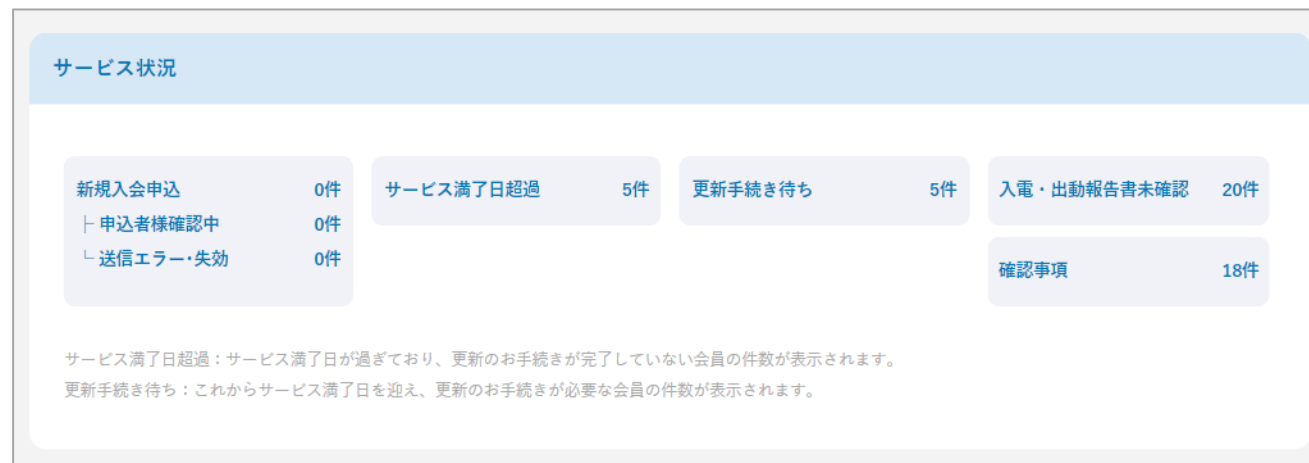 サービス状況
新規入会申込 0件
├ 申込者様確認中 0件
└ 送信エラー・失効 0件
サービス満了日超過 5件
更新手続き待ち 5件
入電・出動報告書未確認 20件
確認事項 18件
サービス満了日超過：サービス満了日が過ぎており、更新のお手続きが完了していない会員の件数が表示されます。
更新手続き待ち：これからサービス満了日を迎え、更新のお手続きが必要な会員の件数が表示されます。